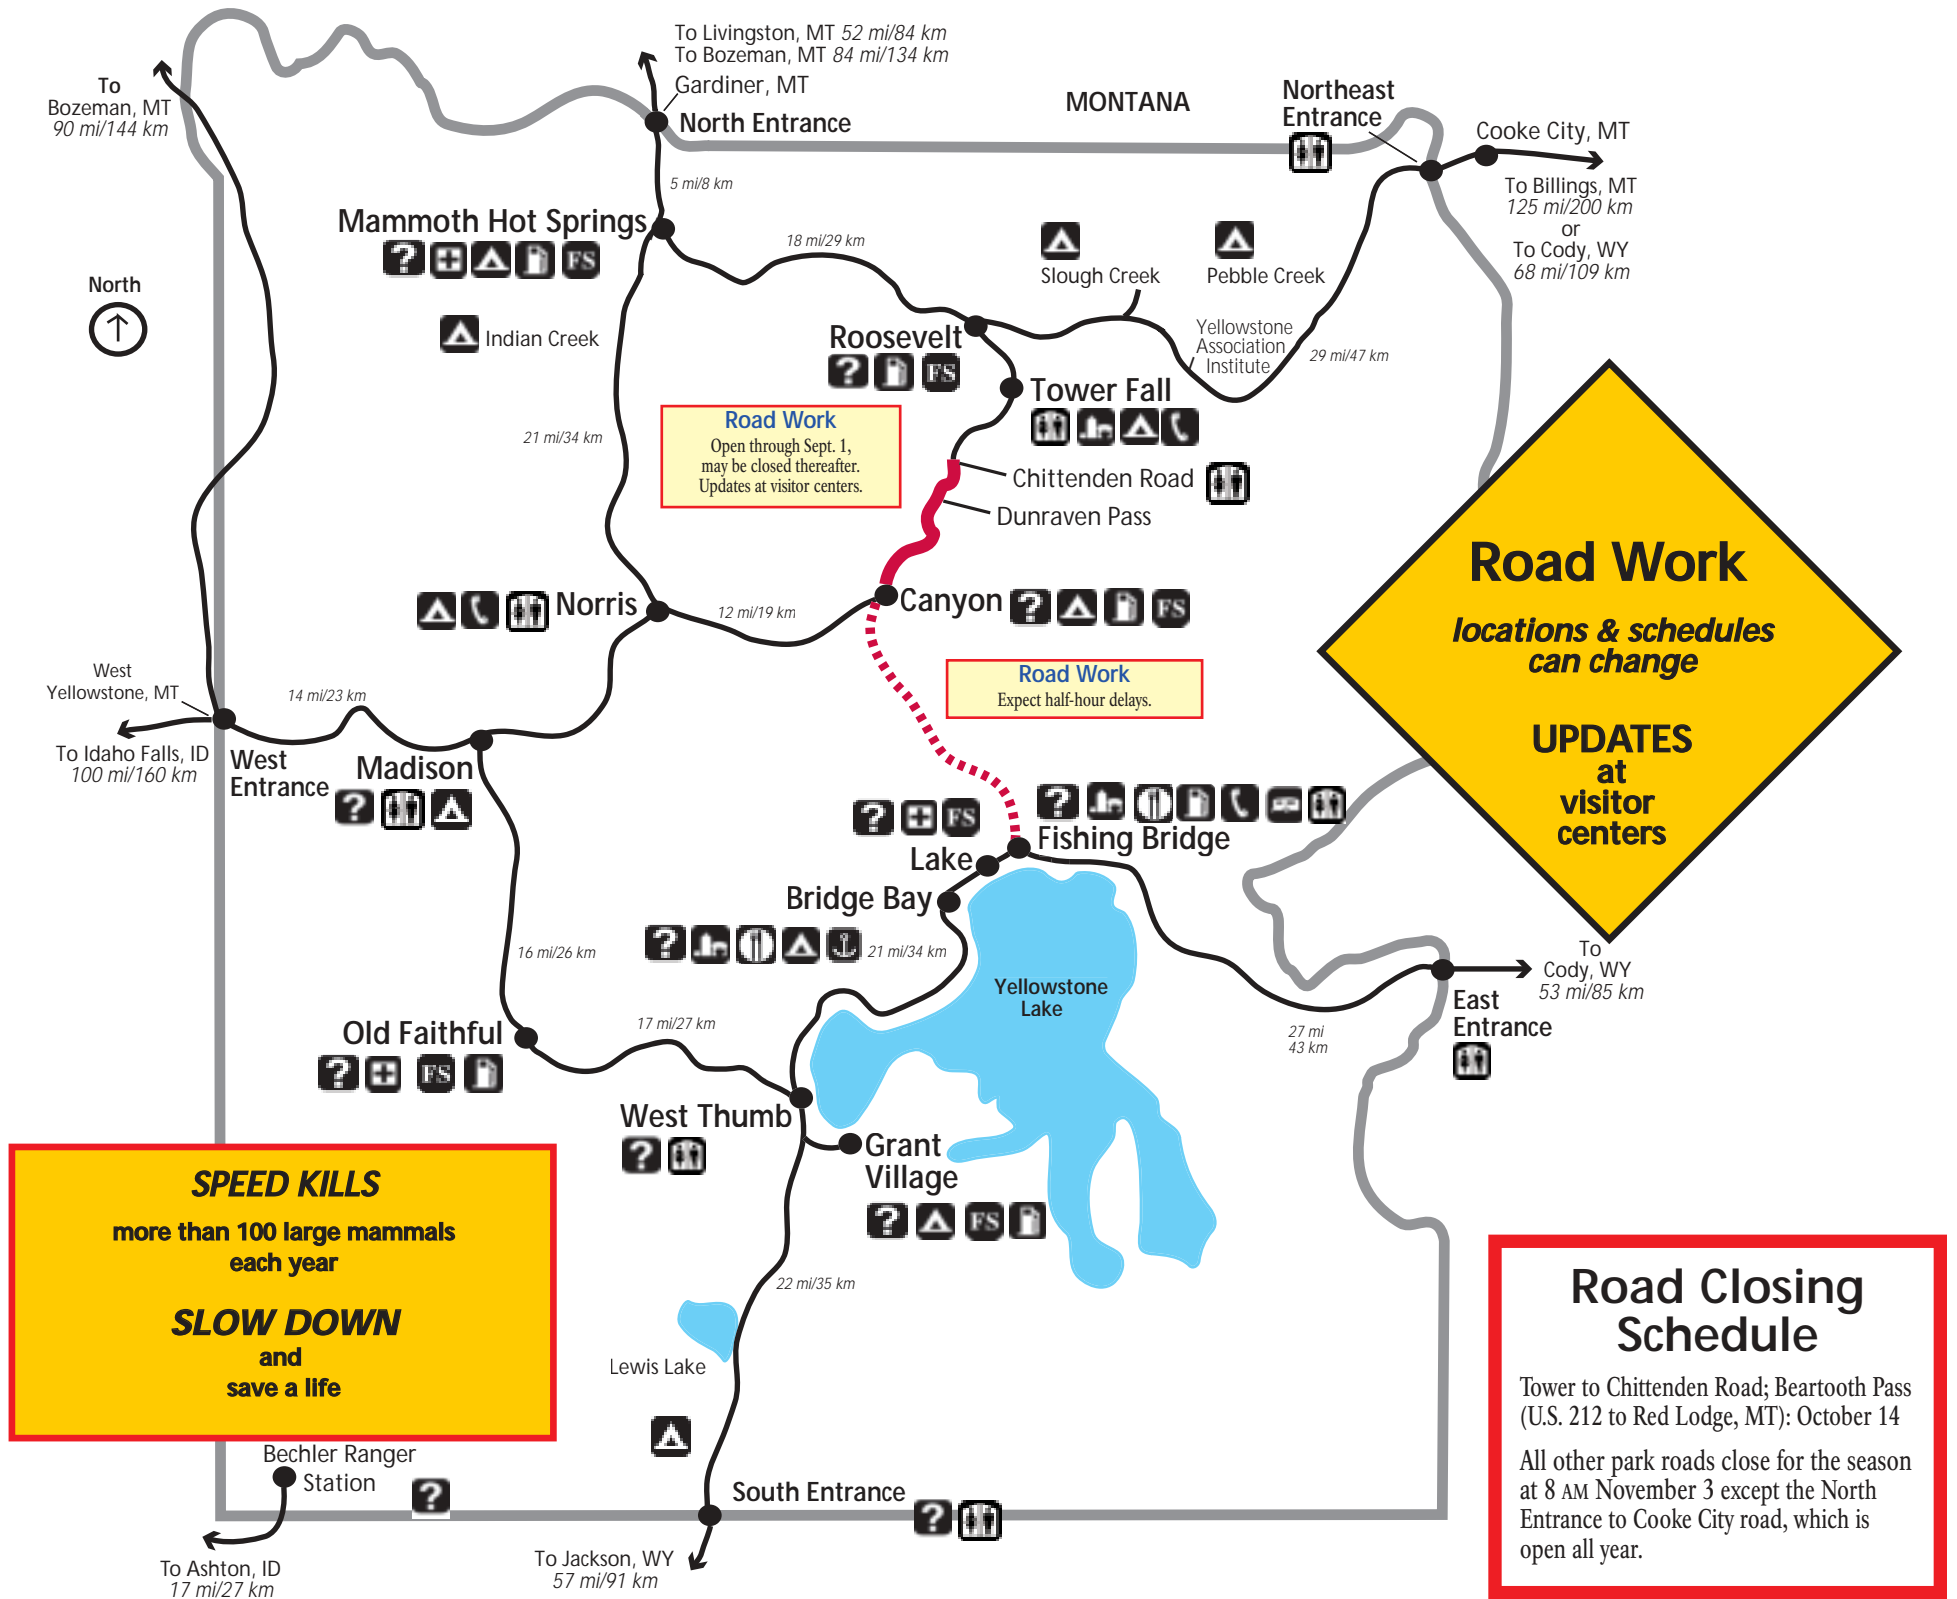 To Livingston, MT 52 mi/84 km
To Bozeman, MT 84 mi/134 km
Gardiner, MT
North Entrance
MONTANA
Northeast
Entrance
Cooke City, MT
To Billings, MT
125 mi/200 km
or
To Cody, WY
68 mi/109 km
To
Bozeman, MT
90 mi/144 km
North
5 mi/8 km
Mammoth Hot Springs
? FS
18 mi/29 km
Slough Creek
Pebble Creek
Indian Creek
Roosevelt
? FS
Yellowstone
Association
Institute
29 mi/47 km
Tower Fall
21 mi/34 km
Road Work
Open through Sept. 1,
may be closed thereafter.
Updates at visitor centers.
Chittenden Road
Dunraven Pass
Norris
12 mi/19 km
Canyon ? FS
Road Work
Expect half-hour delays.
Road Work
locations & schedules
can change
UPDATES
at
visitor
centers
West
Yellowstone, MT
14 mi/23 km
To Idaho Falls, ID
100 mi/160 km
West
Entrance
Madison
?
? FS
?
Fishing Bridge
Lake
Bridge Bay
?
21 mi/34 km
16 mi/26 km
Yellowstone
Lake
To
Cody, WY
53 mi/85 km
East
Entrance
27 mi
43 km
Old Faithful
? FS
17 mi/27 km
West Thumb
?
Grant
Village
? FS
22 mi/35 km
Lewis Lake
SPEED KILLS
more than 100 large mammals
each year
SLOW DOWN
and
save a life
Bechler Ranger
Station
?
South Entrance
?
To Ashton, ID
17 mi/27 km
To Jackson, WY
57 mi/91 km
Road Closing
Schedule
Tower to Chittenden Road; Beartooth Pass
(U.S. 212 to Red Lodge, MT): October 14
All other park roads close for the season
at 8 AM November 3 except the North
Entrance to Cooke City road, which is
open all year.